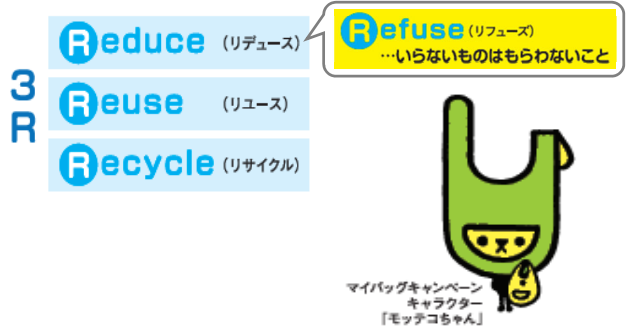 3R
Reduce（リデュース）
Refuse（リフューズ）
…いらないものはもらわないこと
Reuse（リユース）
Recycle（リサイクル）
マイバッグキャンペーン
キャラクター
「モッテコちゃん」